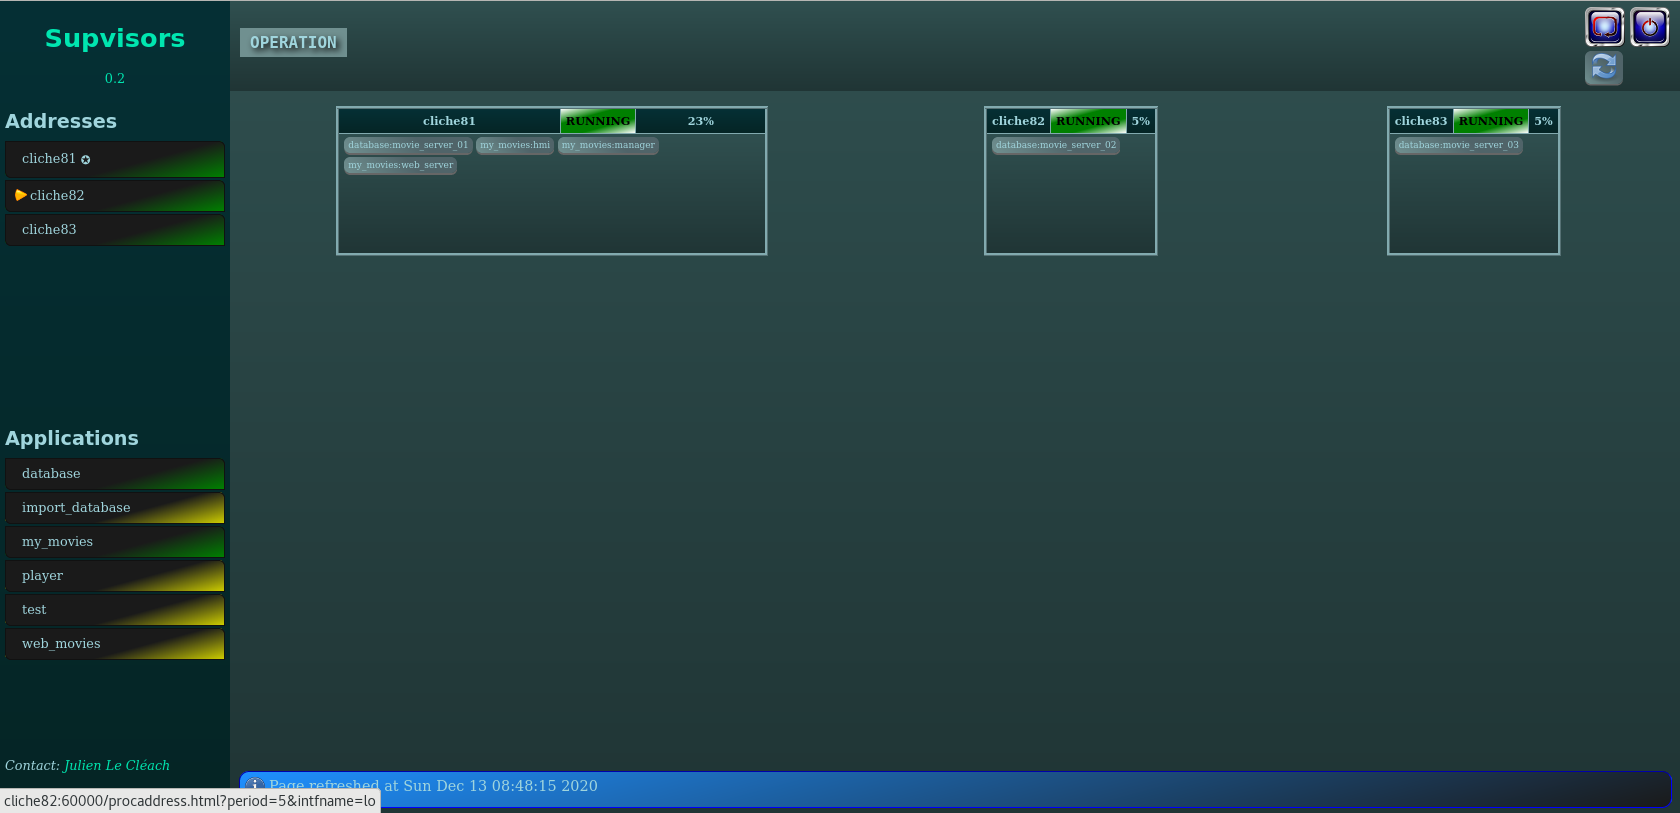 Supvisors
0.2
Addresses
cliche81 ✪
cliche82
cliche83
Applications
database
import_database
my_movies
player
test
web_movies
Contact: Julien Le Cléach
OPERATION
cliche81 RUNNING 23%
database:movie_server_01 my_movies:hmi my_movies:manager
my_movies:web_server
cliche82 RUNNING 5%
database:movie_server_02
cliche83 RUNNING 5%
database:movie_server_03
Page refreshed at Sun Dec 13 08:48:15 2020
cliche82:60000/procaddress.html?period=5&intfname=lo